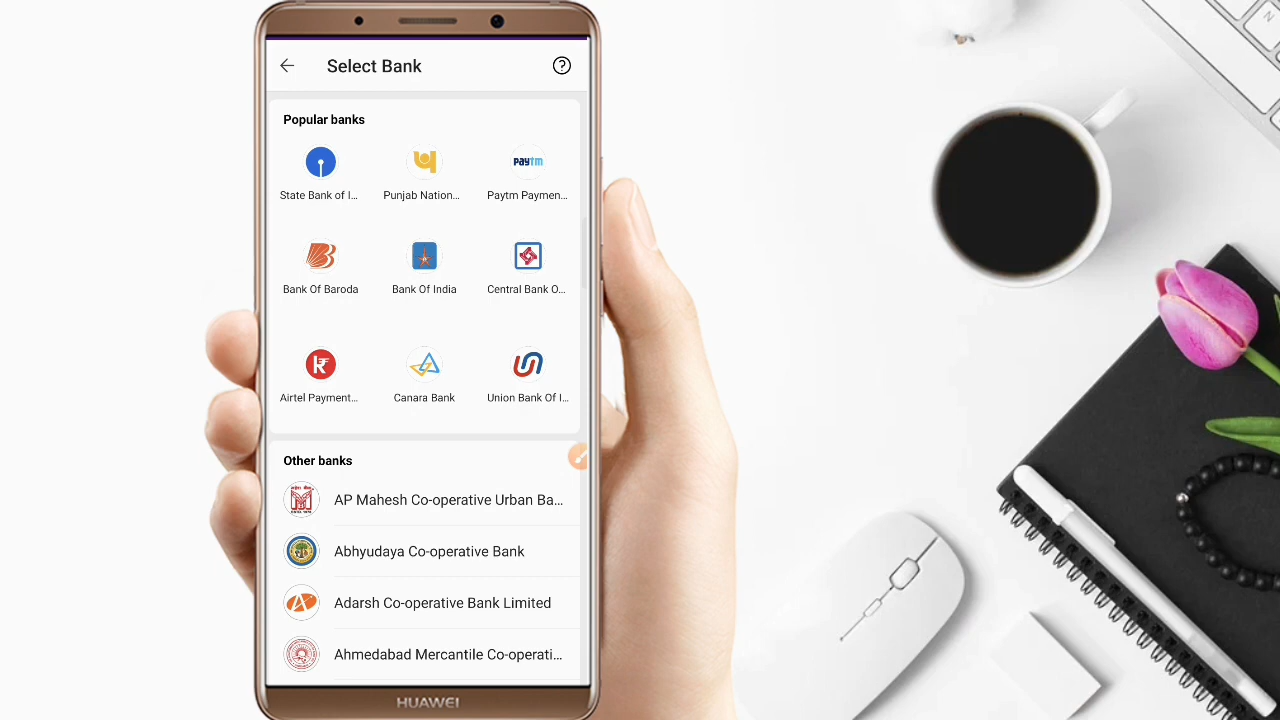 Select Bank
Popular banks
State Bank of I...
Punjab Nation...
Paytm Paymen...
paytm
Bank Of Baroda
Bank Of India
Central Bank O...
Airtel Payment...
Canara Bank
Union Bank Of I...
Other banks
AP Mahesh Co-operative Urban Ba...
Abhyudaya Co-operative Bank
Adarsh Co-operative Bank Limited
Ahmedabad Mercantile Co-operati...
HUAWEI
N